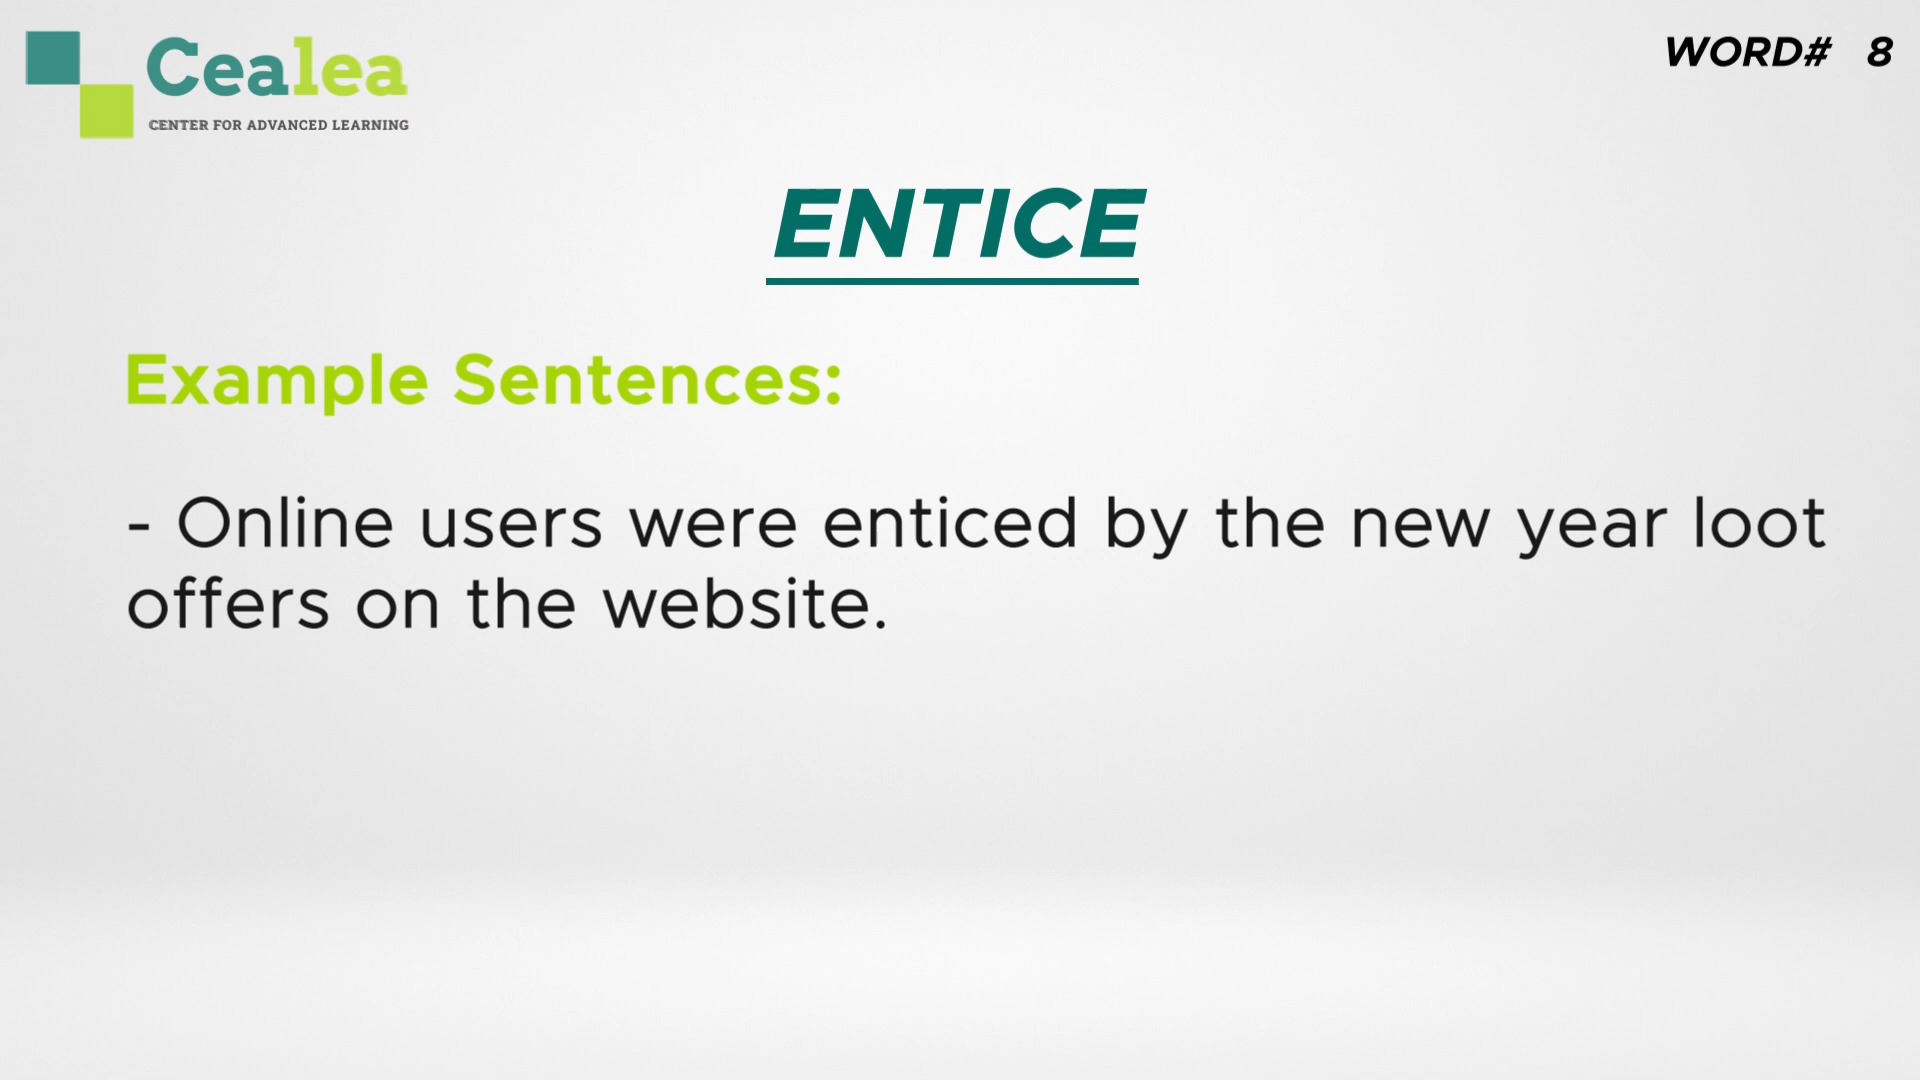 Cealea
CENTER FOR ADVANCED LEARNING
WORD# 8
ENTICE
Example Sentences:
- Online users were enticed by the new year loot
offers on the website.